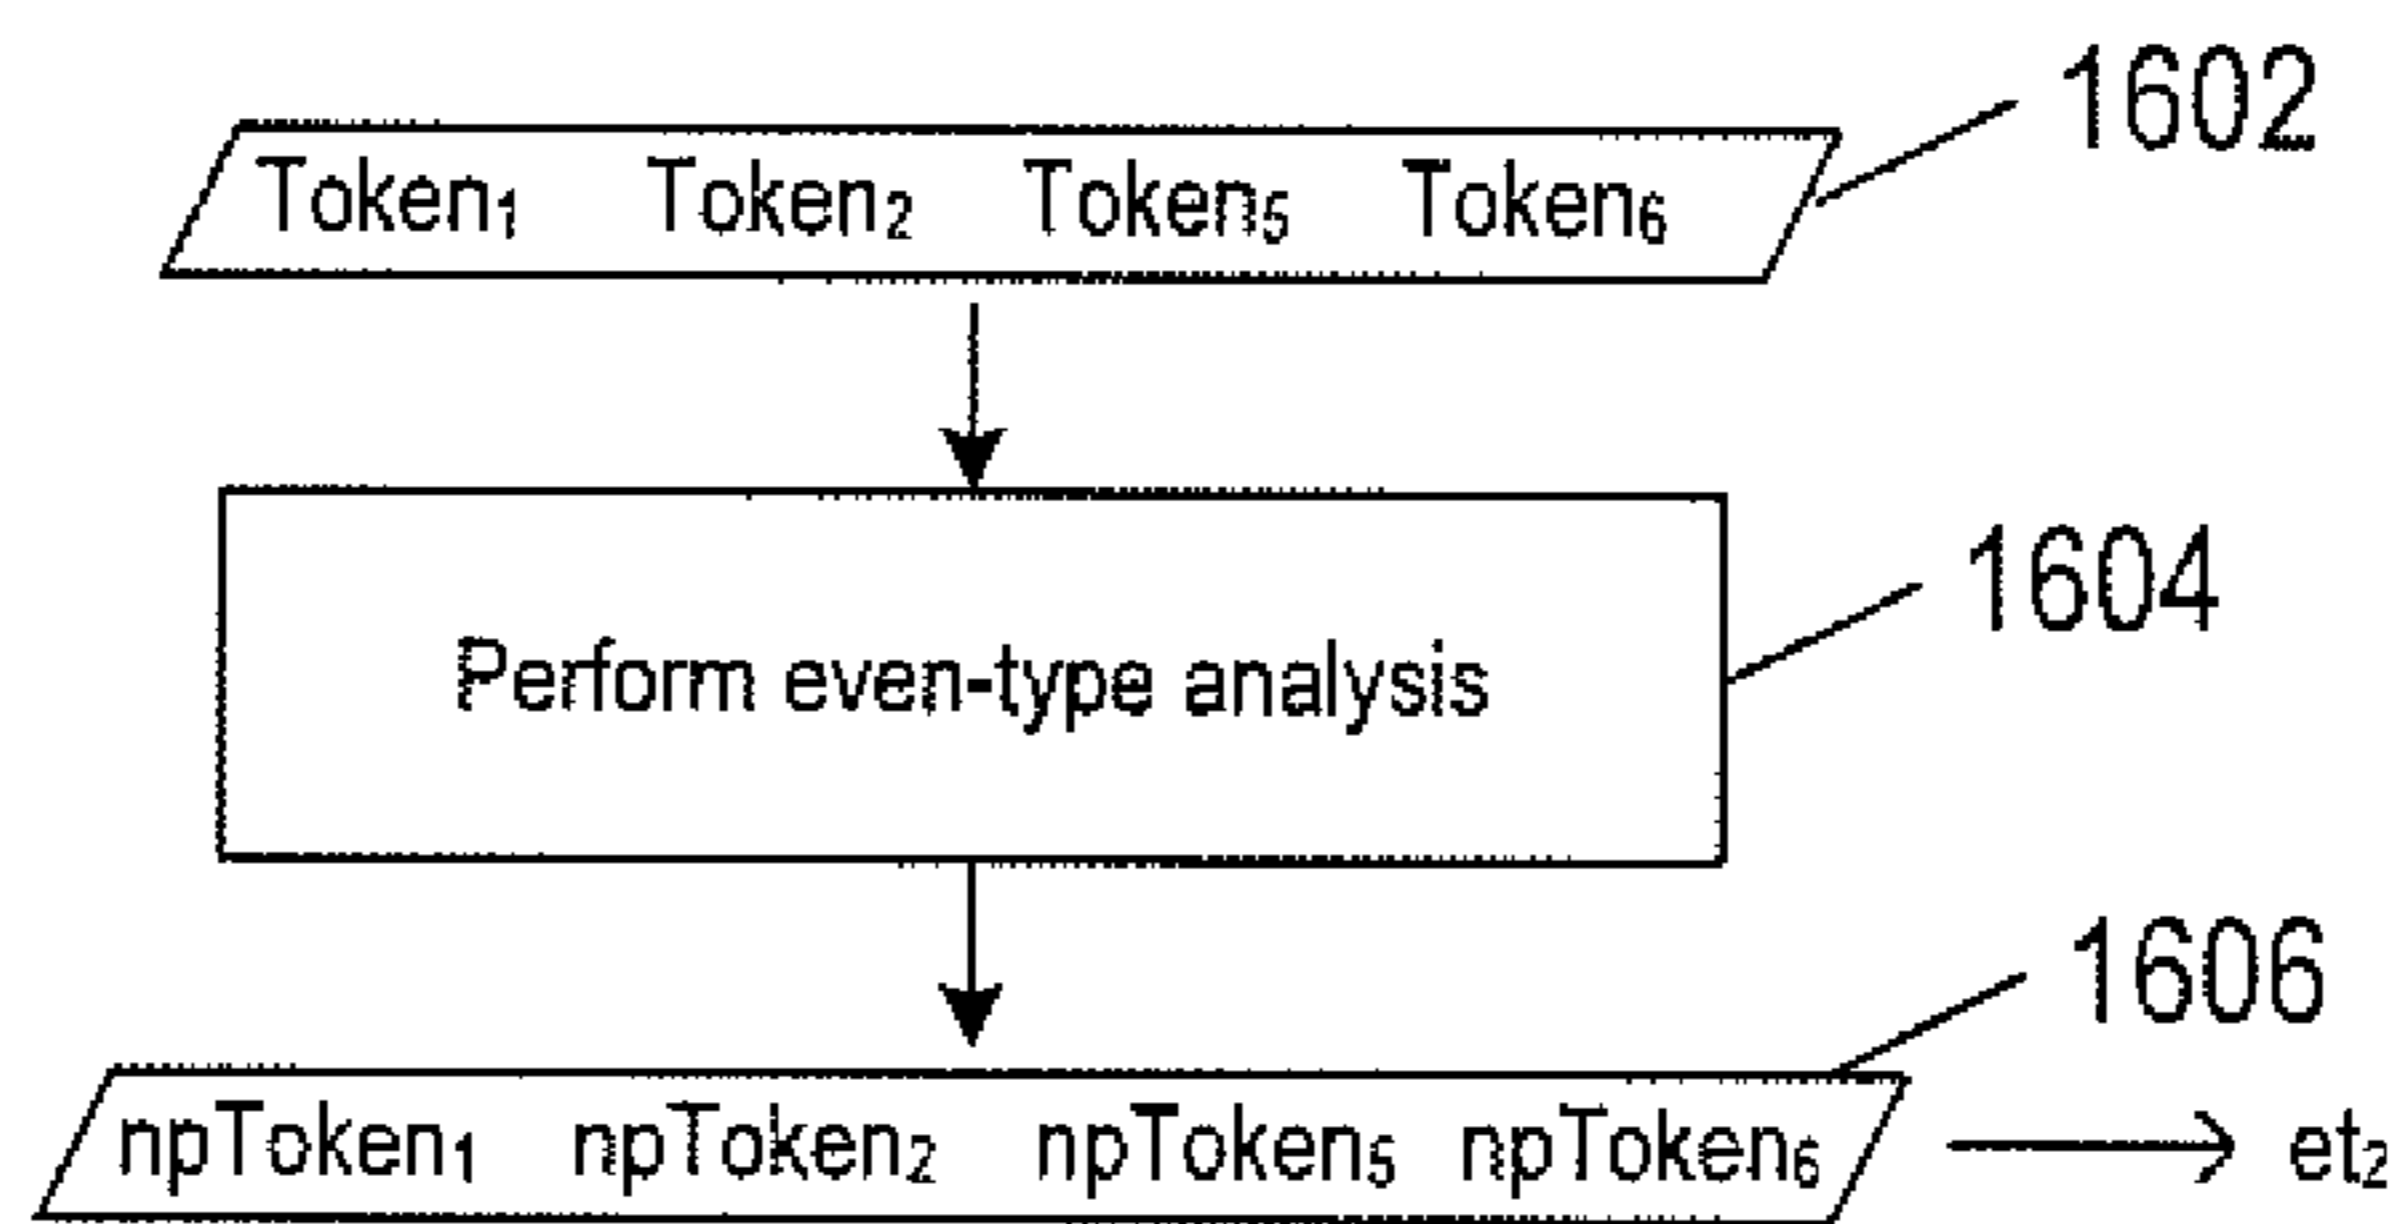 1602
Token₁ Token₂ Token₅ Token₆
1604
Perform even-type analysis
1606
npToken₁ npToken₂ npToken₅ npToken₆ → et₂